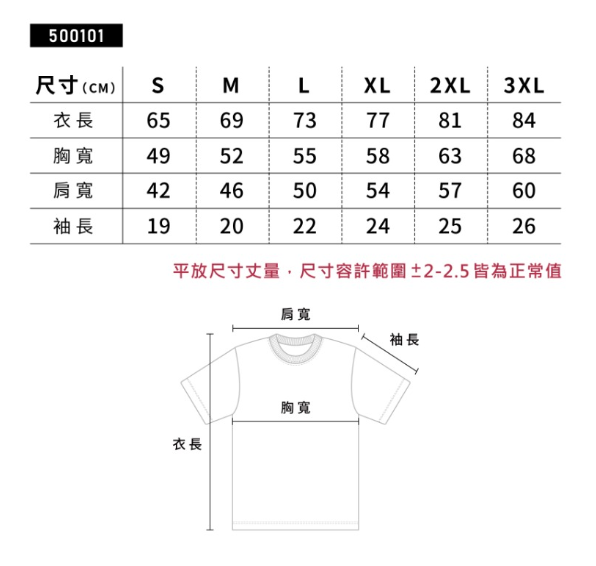 500101
尺寸(CM) S M L XL 2XL 3XL
衣長 65 69 73 77 81 84
胸寬 49 52 55 58 63 68
肩寬 42 46 50 54 57 60
袖長 19 20 22 24 25 26
平放尺寸丈量，尺寸容許範圍±2-2.5皆為正常值
肩寬
袖長
胸寬
衣長